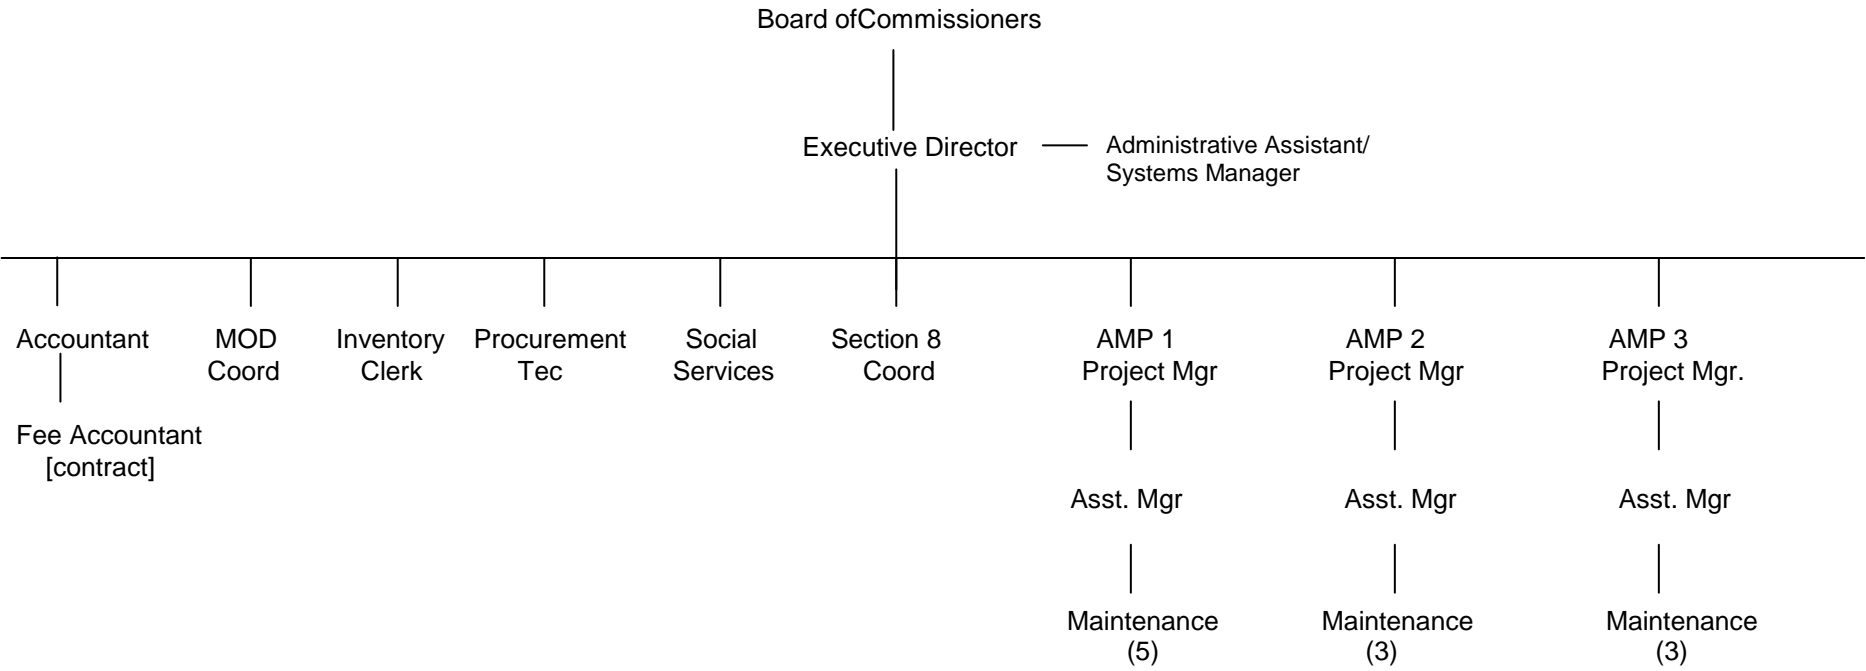 Board ofCommissioners
Executive Director
Administrative Assistant/
Systems Manager
Accountant
MOD
Coord
Inventory
Clerk
Procurement
Tec
Social
Services
Section 8
Coord
AMP 1
Project Mgr
AMP 2
Project Mgr
AMP 3
Project Mgr.
Fee Accountant
[contract]
Asst. Mgr
Asst. Mgr
Asst. Mgr
Maintenance
(5)
Maintenance
(3)
Maintenance
(3)